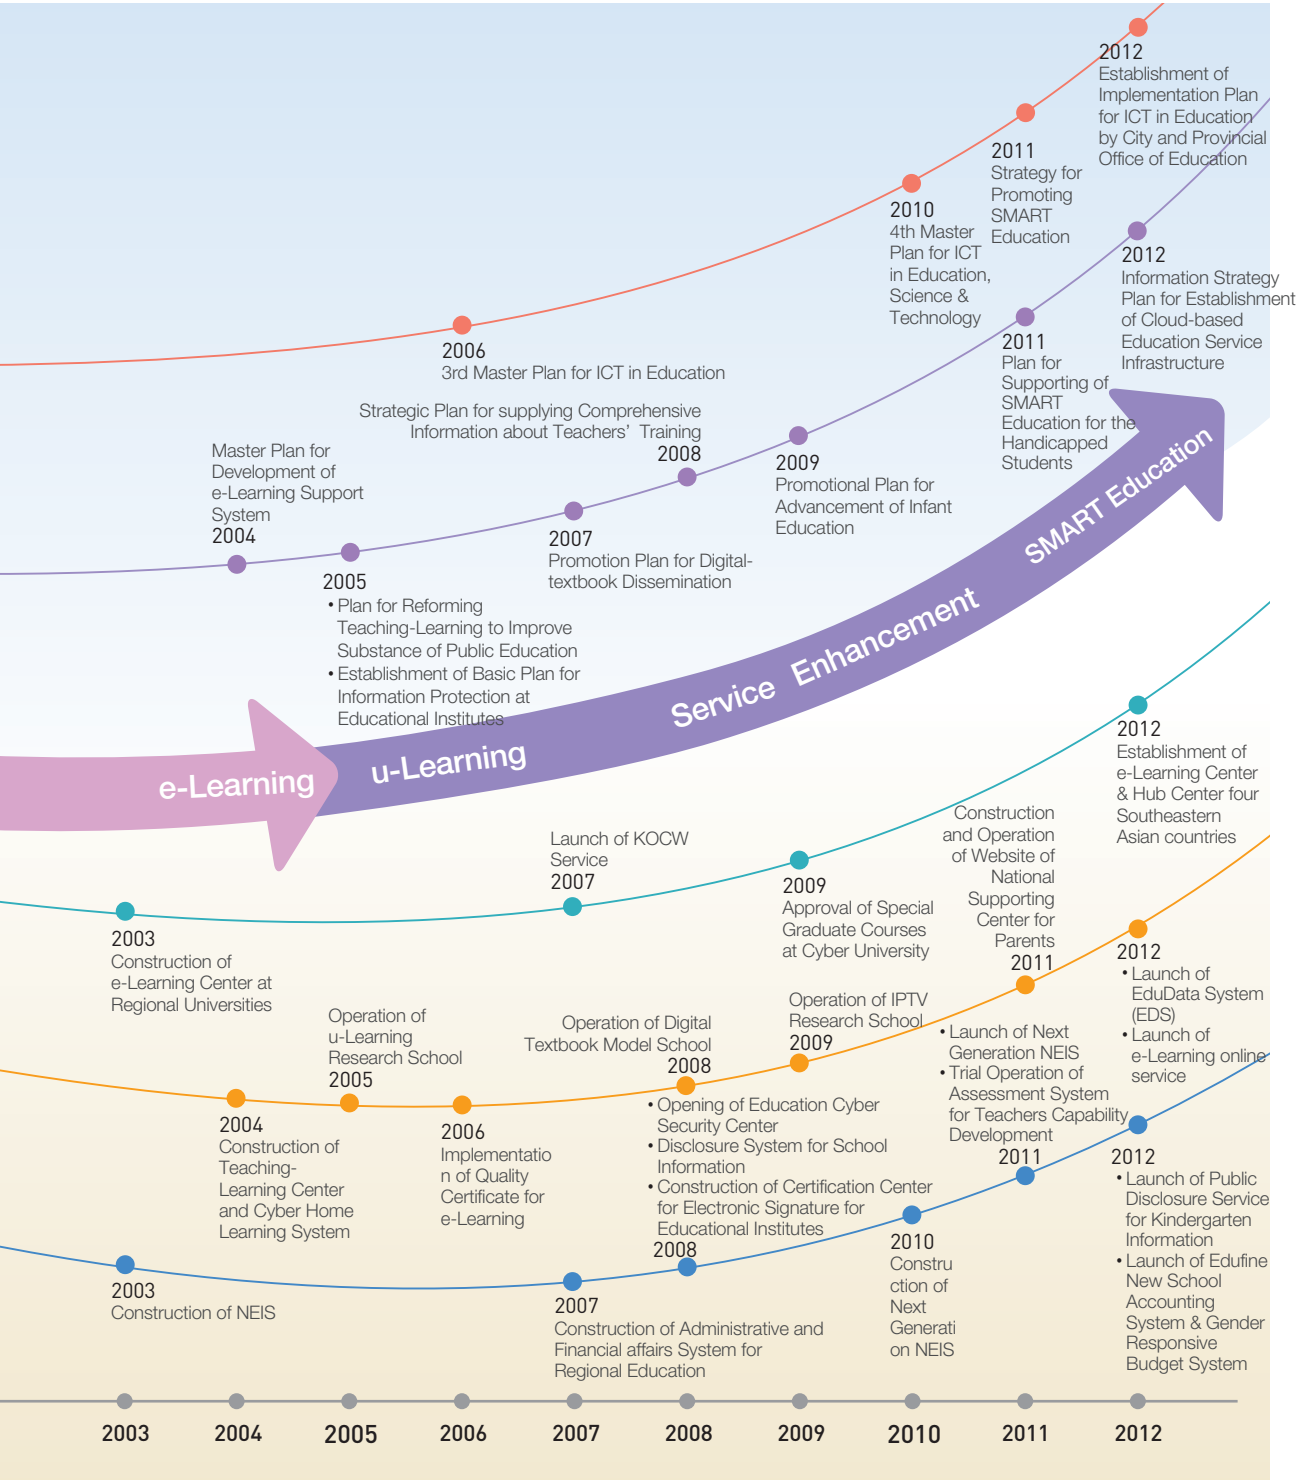 2012
Establishment of
Implementation Plan
for ICT in Education
by City and Provincial
Office of Education
2011
Strategy for
Promoting
SMART
Education
2010
4th Master
Plan for ICT
in Education,
Science &
Technology
2006
3rd Master Plan for ICT in Education
2012
Information Strategy
Plan for Establishment
of Cloud-based
Education Service
Infrastructure
2011
Plan for
Supporting of
SMART
Education for the
Handicapped
Students
Strategic Plan for supplying Comprehensive
Information about Teachers’ Training
2008
2009
Promotional Plan for
Advancement of Infant
Education
Master Plan for
Development of
e-Learning Support
System
2004
2007
Promotion Plan for Digital-
textbook Dissemination
2005
• Plan for Reforming
Teaching-Learning to Improve
Substance of Public Education
• Establishment of Basic Plan for
Information Protection at
Educational Institutes
e-Learning
u-Learning
Service Enhancement
SMART Education
2012
Establishment of
e-Learning Center
& Hub Center four
Southeastern
Asian countries
Launch of KOCW
Service
2007
2009
Approval of Special
Graduate Courses
at Cyber University
2003
Construction of
e-Learning Center at
Regional Universities
Construction
and Operation
of Website of
National
Supporting
Center for
Parents
2011
2012
• Launch of
EduData System
(EDS)
• Launch of
e-Learning online
service
Operation of
u-Learning
Research School
2005
Operation of Digital
Textbook Model School
2008
Operation of IPTV
Research School
2009
2004
Construction of
Teaching-
Learning Center
and Cyber Home
Learning System
2006
Implementatio
n of Quality
Certificate for
e-Learning
• Opening of Education Cyber
Security Center
• Disclosure System for School
Information
• Construction of Certification Center
for Electronic Signature for
Educational Institutes
2008
• Launch of Next
Generation NEIS
• Trial Operation of
Assessment System
for Teachers Capability
Development
2011
2012
• Launch of Public
Disclosure Service
for Kindergarten
Information
• Launch of Edufine
New School
Accounting
System & Gender
Responsive
Budget System
2003
Construction of NEIS
2007
Construction of Administrative and
Financial affairs System for
Regional Education
2010
Constru
ction of
Next
Generati
on NEIS
2003 2004 2005 2006 2007 2008 2009 2010 2011 2012